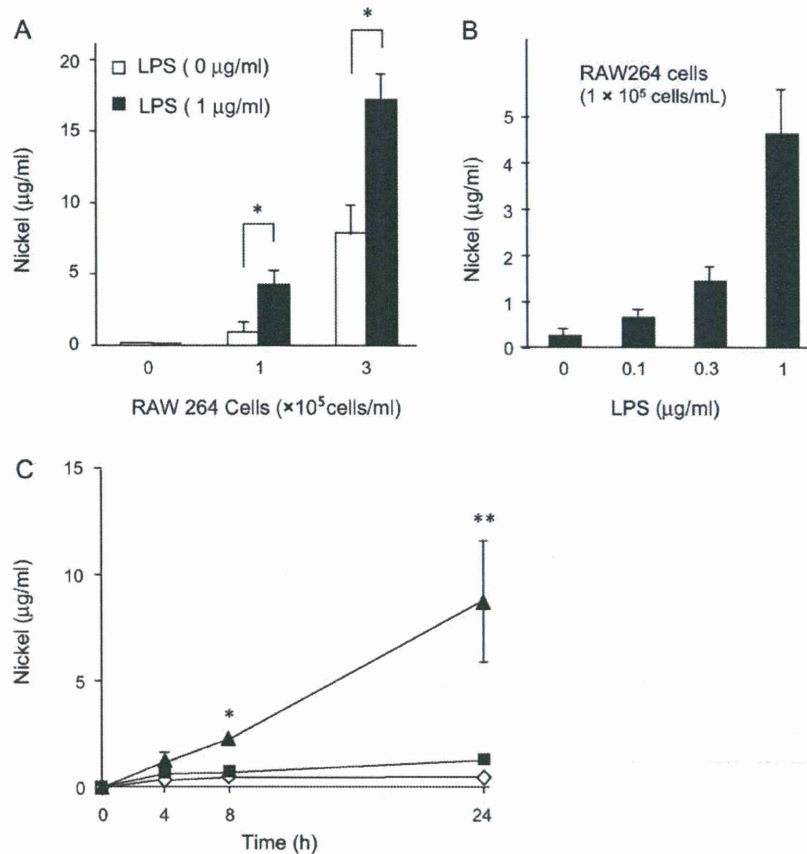 A
*
*
20
15
10
5
0
Nickel (µg/ml)
LPS ( 0 µg/ml)
LPS ( 1 µg/ml)
0 1 3
RAW 264 Cells (×10⁵cells/ml)
B
RAW264 cells
(1 × 10⁵ cells/mL)
5
4
3
2
1
0
Nickel (µg/ml)
0 0.1 0.3 1
LPS (µg/ml)
C
15
10
5
0
Nickel (µg/ml)
*
**
0 4 8 24
Time (h)